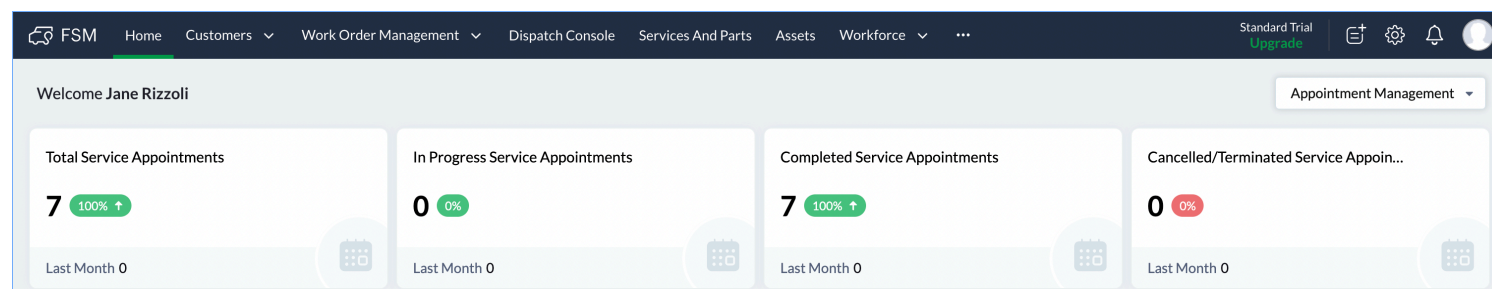 FSM Home Customers Work Order Management Dispatch Console Services And Parts Assets Workforce ••• Standard Trial
Upgrade
Welcome Jane Rizzoli Appointment Management
Total Service Appointments
7 100% ↑
Last Month 0
In Progress Service Appointments
0 0%
Last Month 0
Completed Service Appointments
7 100% ↑
Last Month 0
Cancelled/Terminated Service Appoin...
0 0%
Last Month 0